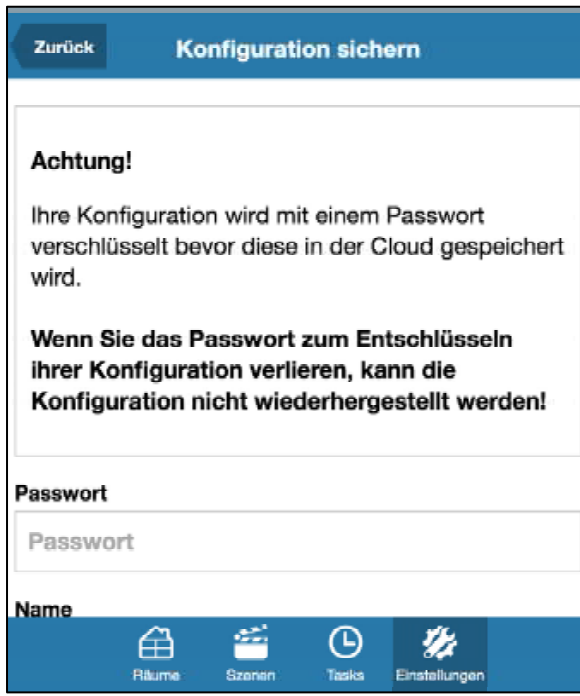 Zurück
Konfiguration sichern
Achtung!
Ihre Konfiguration wird mit einem Passwort
verschlüsselt bevor diese in der Cloud gespeichert
wird.
Wenn Sie das Passwort zum Entschlüsseln
ihrer Konfiguration verlieren, kann die
Konfiguration nicht wiederhergestellt werden!
Passwort
Passwort
Name
Räume Szenen Tasks Einstellungen